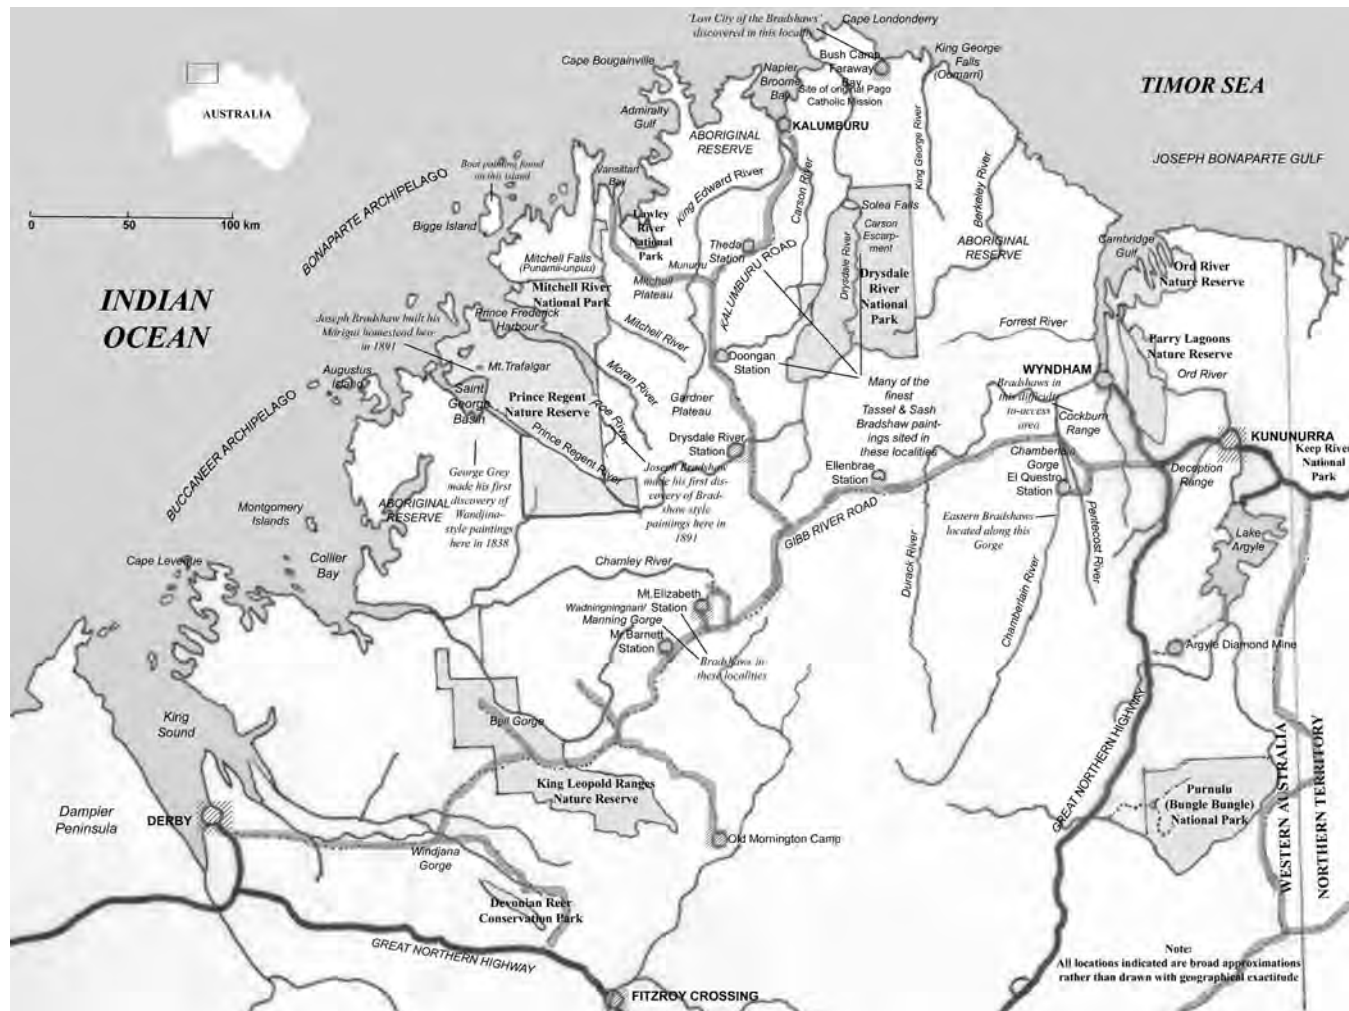 'Lost City of the Bradshaws'
discovered in this locality
Cape Londonderry
King George
Falls
(Oomarri)
Bush Camp
Faraway
Bay
Site of original Pago
Catholic Mission
Cape Bougainville
Napier
Broome
Bay
TIMOR SEA
AUSTRALIA
Admirally
Gulf
KALUMBURU
ABORIGINAL
RESERVE
JOSEPH BONAPARTE GULF
Boat painting found
on this island
Vansittart
Bay
King Edward River
Carson River
King George River
Berkeley River
BONAPARTE ARCHIPELAGO
0
50
100 km
Bigge Island
Lawley
River
National
Park
Solea Falls
Carson
Escarp-
ment
Theda
Station
KALUMBURU ROAD
Drysdale River
ABORIGINAL
RESERVE
Cambridge
Gulf
Ord River
Nature Reserve
Mitchell Falls
(Punamii-unpuu)
Mununu
Mitchell
Plateau
Drysdale
River
National
Park
Mitchell River
National Park
INDIAN
OCEAN
Joseph Bradshaw built his
Marigui homestead here
in 1891
Prince Frederick
Harbour
Mitchell River
Forrest River
Parry Lagoons
Nature Reserve
Ord River
Augustus
Island
Mt.Trafalgar
Moran River
Doongan
Station
WYNDHAM
Saint
George
Basin
Prince Regent
Nature Reserve
Roe River
Gardner
Plateau
Many of the
finest
Tassel & Sash
Bradshaw paint-
ings sited in
these localities
Bradshaws in
this difficult-
to-access
area
Cockburn
Range
BUCCANEER ARCHIPELAGO
Prince Regent River
Drysdale River
Station
KUNUNURRA
Keep River
National
Park
Chamberlain
Gorge
El Questro
Station
Deception
Range
George Grey
made his first
discovery of
Wandjina-
style paintings
here in 1838
Joseph Bradshaw
made his first dis-
covery of Brad-
shaw style
paintings here in
1891
Ellenbrae
Station
ABORIGINAL
RESERVE
Montgomery
Islands
GIBB RIVER ROAD
Eastern Bradshaws
located along this
Gorge
Pentecost River
Durack River
Chamberlain River
Lake
Argyle
Cape Leveque
Collier
Bay
Chamley River
Mt.Elizabeth
Station
Wadningningnari/
Manning Gorge
Mt.Barnett
Station
Bradshaws in
these localities
Argyle Diamond Mine
King
Sound
Bell Gorge
King Leopold Ranges
Nature Reserve
GREAT NORTHERN HIGHWAY
WESTERN AUSTRALIA
NORTHERN TERRITORY
Purnulu
(Bungle Bungle)
National Park
Dampier
Peninsula
DERBY
Windjana
Gorge
Old Mornington Camp
Devonian Reer
Conservation Park
GREAT NORTHERN HIGHWAY
FITZROY CROSSING
Note:
All locations indicated are broad approximations
rather than drawn with geographical exactitude